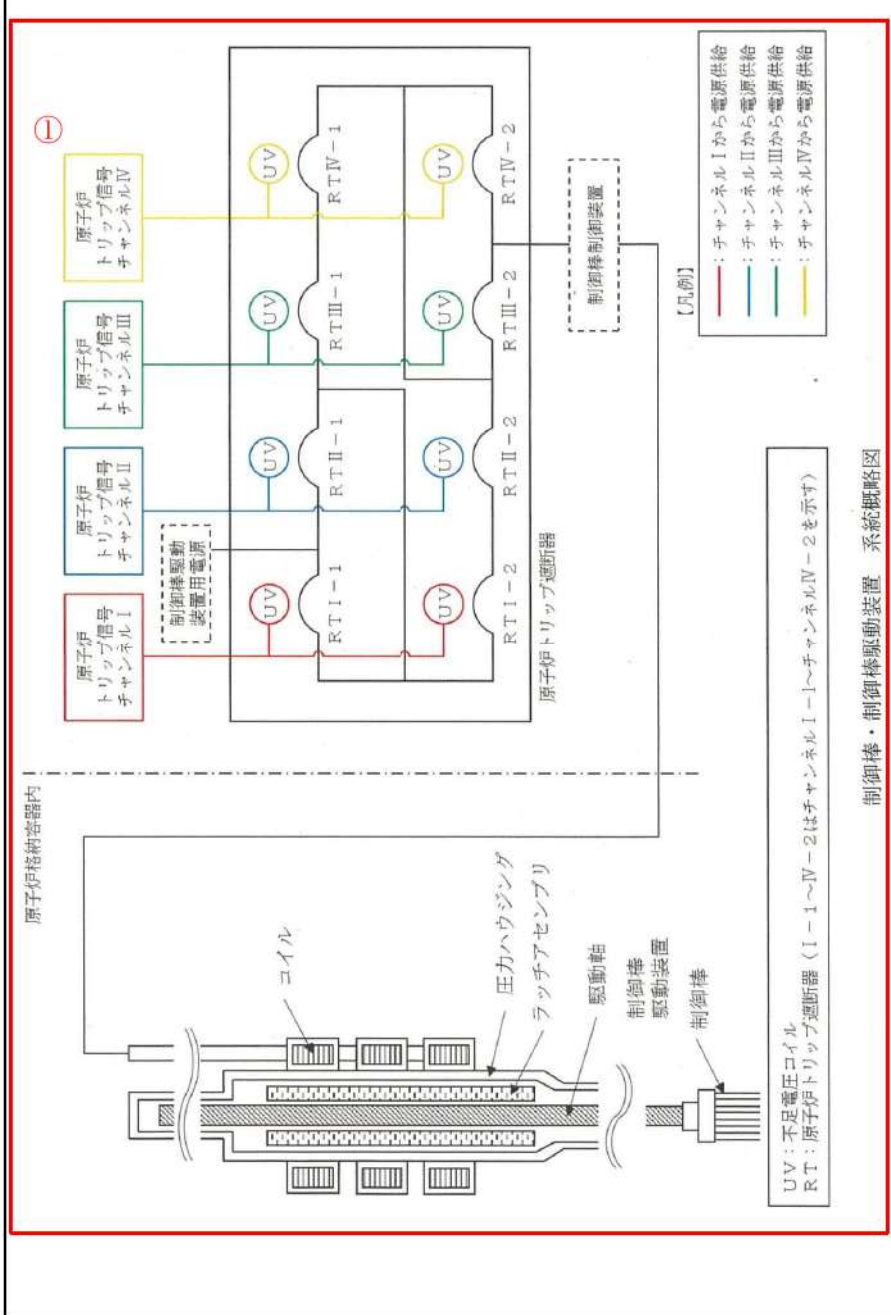 ①
原子炉
トリップ信号
チャンネルⅠ
原子炉
トリップ信号
チャンネルⅡ
原子炉
トリップ信号
チャンネルⅢ
原子炉
トリップ信号
チャンネルⅣ
制御棒駆動
装置用電源
UV
UV
UV
UV
RTⅠ-1
RTⅡ-1
RTⅢ-1
RTⅣ-1
UV
UV
UV
UV
RTⅠ-2
RTⅡ-2
RTⅢ-2
RTⅣ-2
原子炉トリップ遮断器
制御棒制御装置
原子炉格納容器内
コイル
圧力ハウジング
ラッチアセンブリ
駆動軸
制御棒
駆動装置
制御棒
【凡例】
:チャンネルⅠから電源供給
:チャンネルⅡから電源供給
:チャンネルⅢから電源供給
:チャンネルⅣから電源供給
UV:不足電圧コイル
RT:原子炉トリップ遮断器(Ⅰ-1~Ⅳ-2はチャンネルⅠ-1~チャンネルⅣ-2を示す)
制御棒・制御棒駆動装置 系統概略図